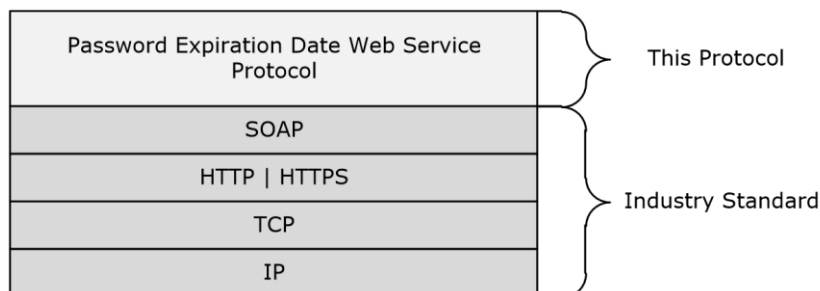 Password Expiration Date Web Service
Protocol
This Protocol
SOAP
HTTP | HTTPS
TCP
Industry Standard
IP